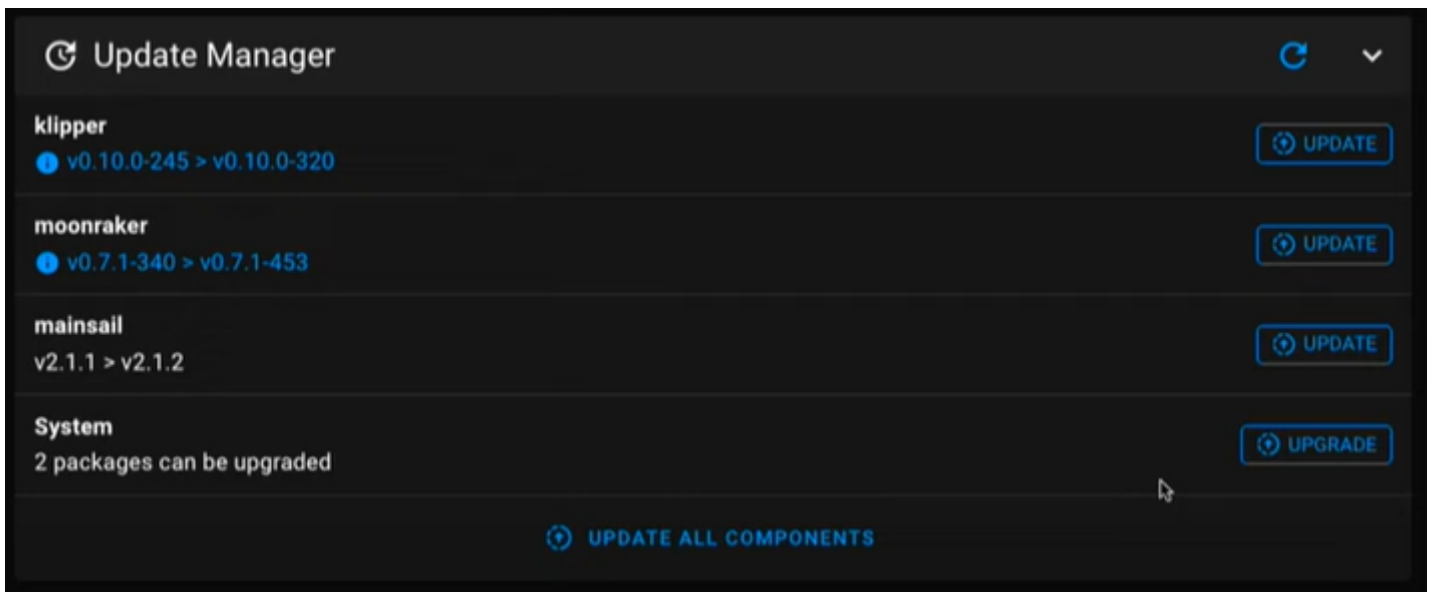 Update Manager
klipper
v0.10.0-245 > v0.10.0-320
UPDATE
moonraker
v0.7.1-340 > v0.7.1-453
UPDATE
mainsail
v2.1.1 > v2.1.2
UPDATE
System
2 packages can be upgraded
UPGRADE
UPDATE ALL COMPONENTS